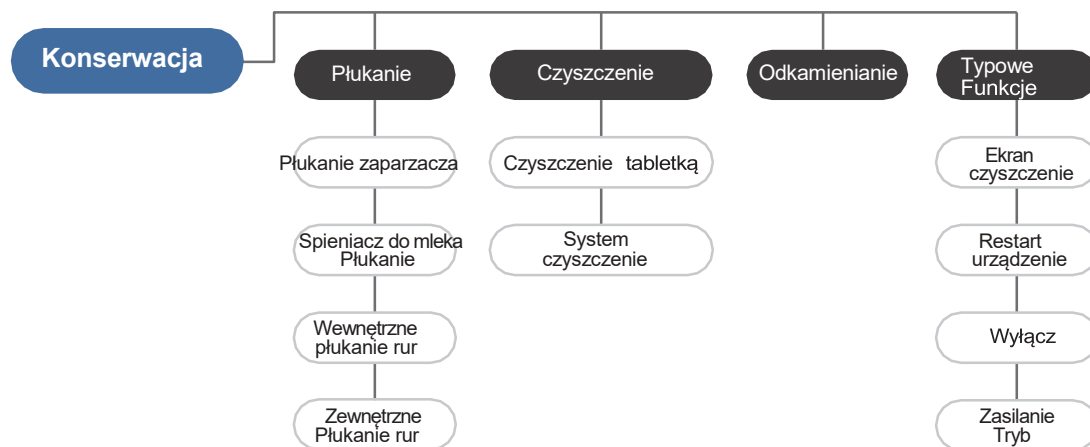 Konserwacja
Płukanie
Czyszczenie
Odkamienianie
Typowe
Funkcje
Płukanie zaparzacza
Czyszczenie tabletką
Ekran
czyszczenie
Spieniacz do mleka
Płukanie
System
czyszczenie
Restart
urządzenie
Wewnętrzne
płukanie rur
Wyłącz
Zewnętrzne
Płukanie rur
Zasilanie
Tryb